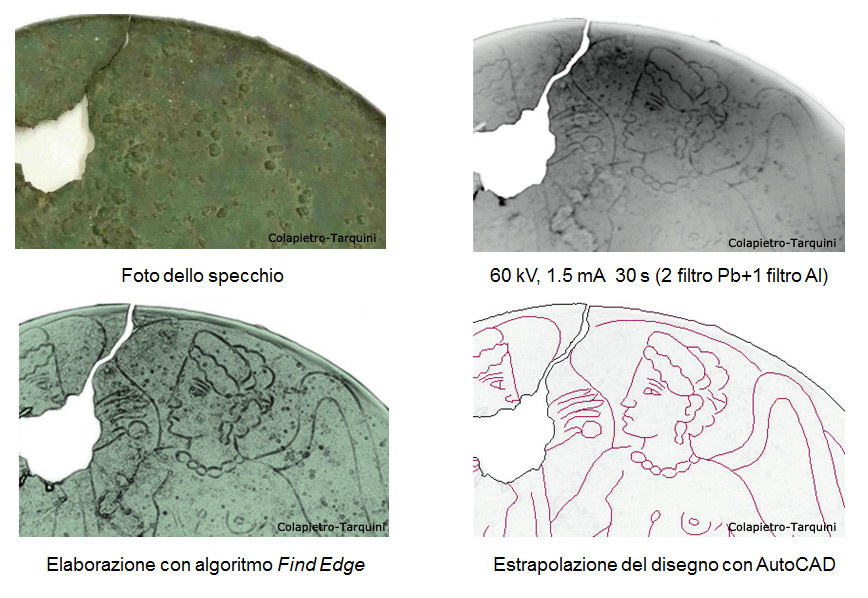 Colapietro-Tarquini
Colapietro-Tarquini
Foto dello specchio
60 kV, 1.5 mA  30 s (2 filtro Pb+1 filtro Al)
Colapietro-Tarquini
Colapietro-Tarquini
Elaborazione con algoritmo Find Edge
Estrapolazione del disegno con AutoCAD